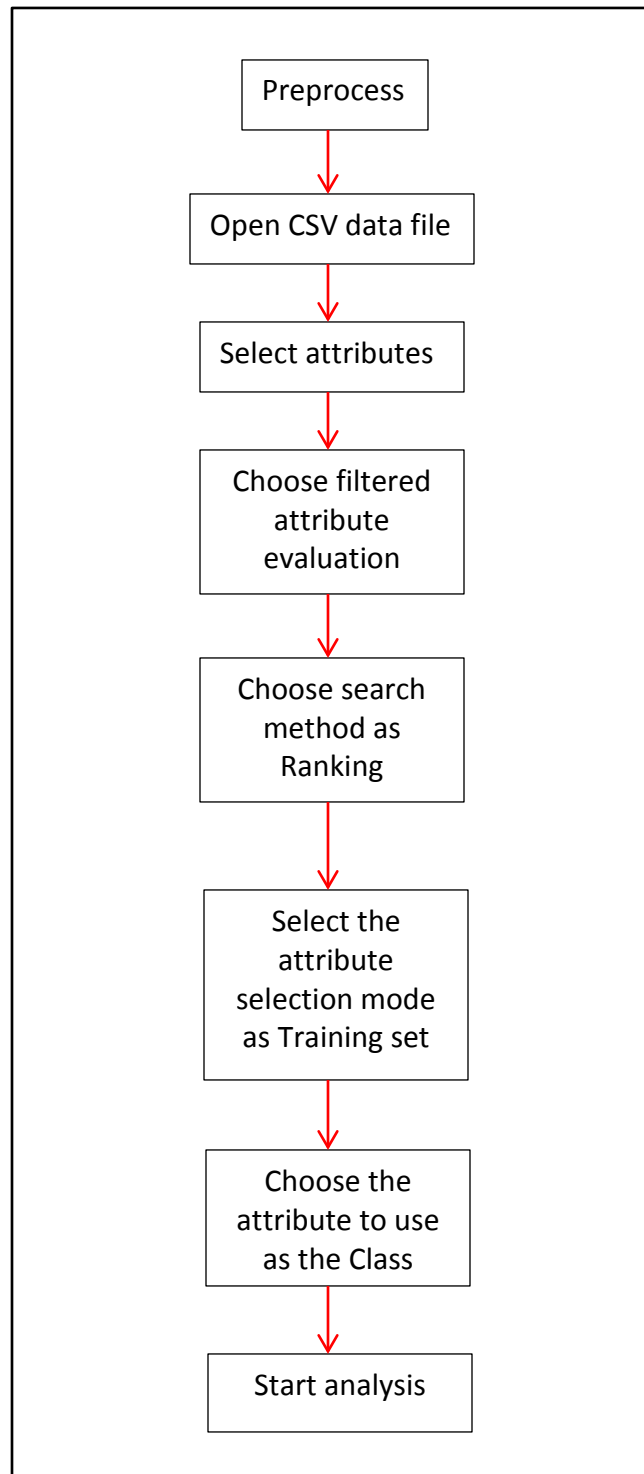 Preprocess
Open CSV data file
Select attributes
Choose filtered
attribute
evaluation
Choose search
method as
Ranking
Select the
attribute
selection mode
as Training set
Choose the
attribute to use
as the Class
Start analysis